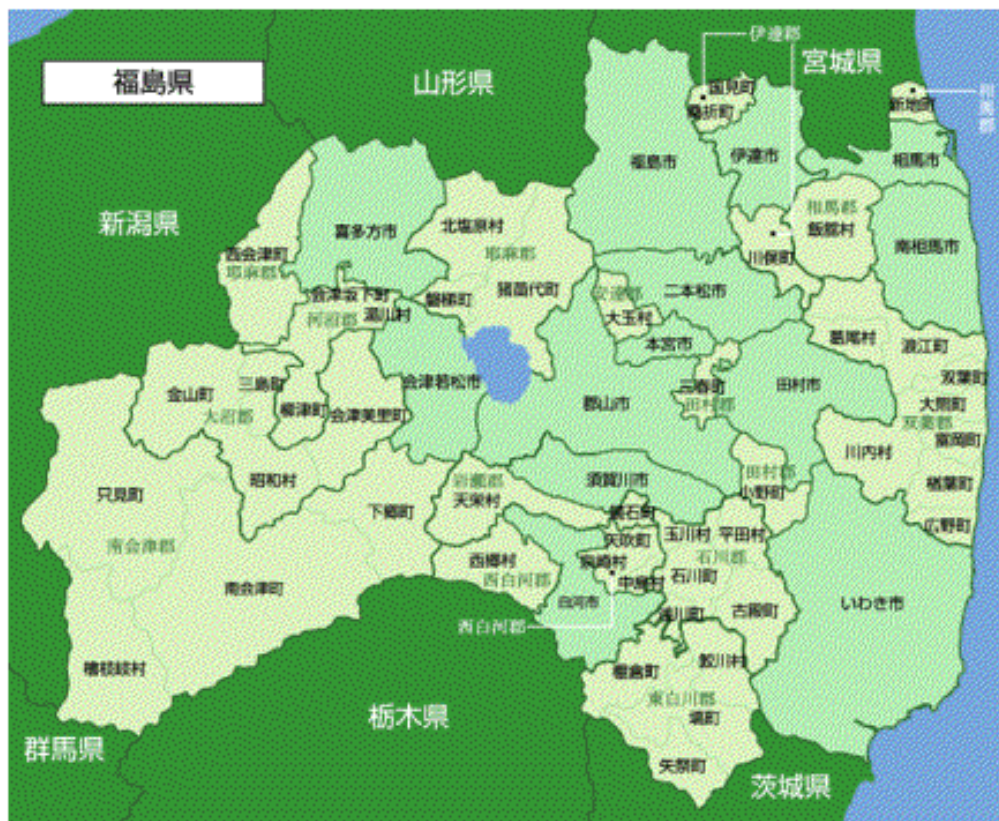 福島県
山形県
宮城県
新潟県
群馬県
栃木県
茨城県
伊達郡
国見町
桑折町
新地町
相馬郡
福島市
伊達市
相馬市
相馬郡
飯舘村
南相馬市
川俣町
喜多方市
北塩原村
耶麻郡
西会津町
耶麻郡
会津坂下町
河沼郡
湯川村
磐梯町
猪苗代町
安達郡
大玉村
二本松市
本宮市
葛尾村
浪江町
双葉町
大熊町
双葉郡
富岡町
楢葉町
広野町
川内村
金山町
三島町
大沼郡
柳津町
会津美里町
会津若松市
郡山市
三春町
田村郡
田村市
田村郡
小野町
昭和村
只見町
南会津郡
南会津町
下郷町
檜枝岐村
岩瀬郡
天栄村
須賀川市
鏡石町
矢吹町
泉崎村
中島村
西郷村
西白河郡
白河市
西白河郡
玉川村
平田村
石川郡
石川町
浅川町
古殿町
いわき市
棚倉町
鮫川村
東白川郡
塙町
矢祭町